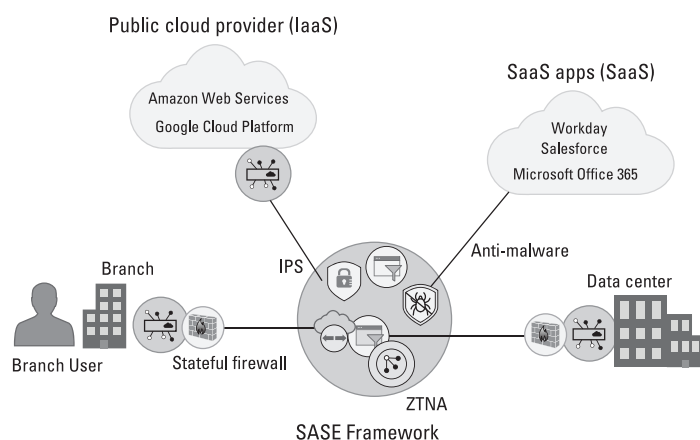 Public cloud provider (IaaS)
Amazon Web Services
Google Cloud Platform
SaaS apps (SaaS)
Workday
Salesforce
Microsoft Office 365
IPS
Anti-malware
Branch
Data center
Branch User
Stateful firewall
ZTNA
SASE Framework